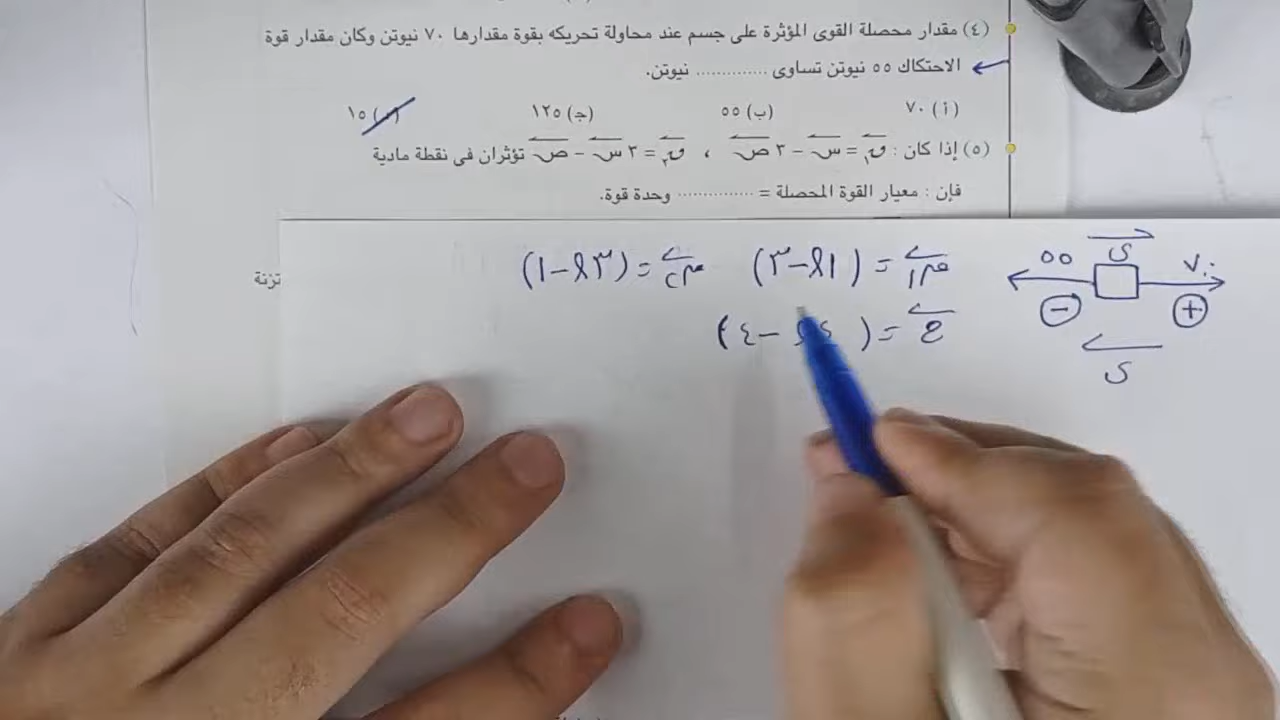 (٤) مقدار محصلة القوى المؤثرة على جسم عند محاولة تحريكه بقوة مقدارها ٧٠ نيوتن وكان مقدار قوة
الاحتكاك ٥٥ نيوتن تساوى .............. نيوتن.
(أ) ٧٠ (ب) ٥٥ (جـ) ١٢٥ (د) ١٥
(٥) إذا كان : ق١ = س − ٣ ص ، ق٢ = ٣ س − ص تؤثران فى نقطة مادية
فإن : معيار القوة المحصلة = .............. وحدة قوة.
تزنة
ى
٥٥ ٧٠
− +
ى
ق١ = (١، −٣) ق٢ = (٣، −١)
ح = (٤، −٤)